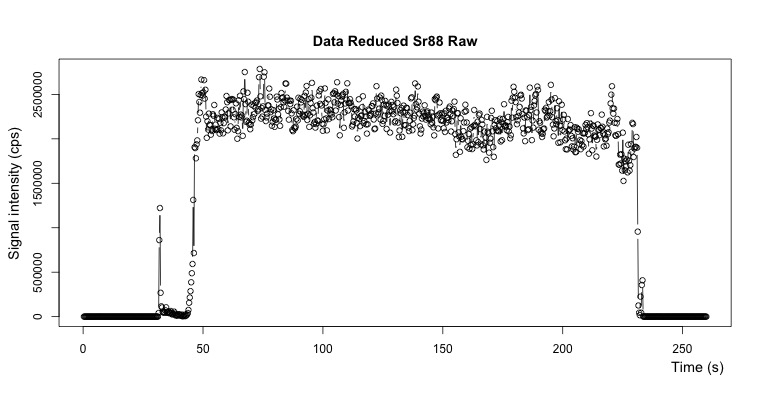 Data Reduced Sr88 Raw
Signal intensity (cps)
2500000
1500000
500000
0
0 50 100 150 200 250
Time (s)